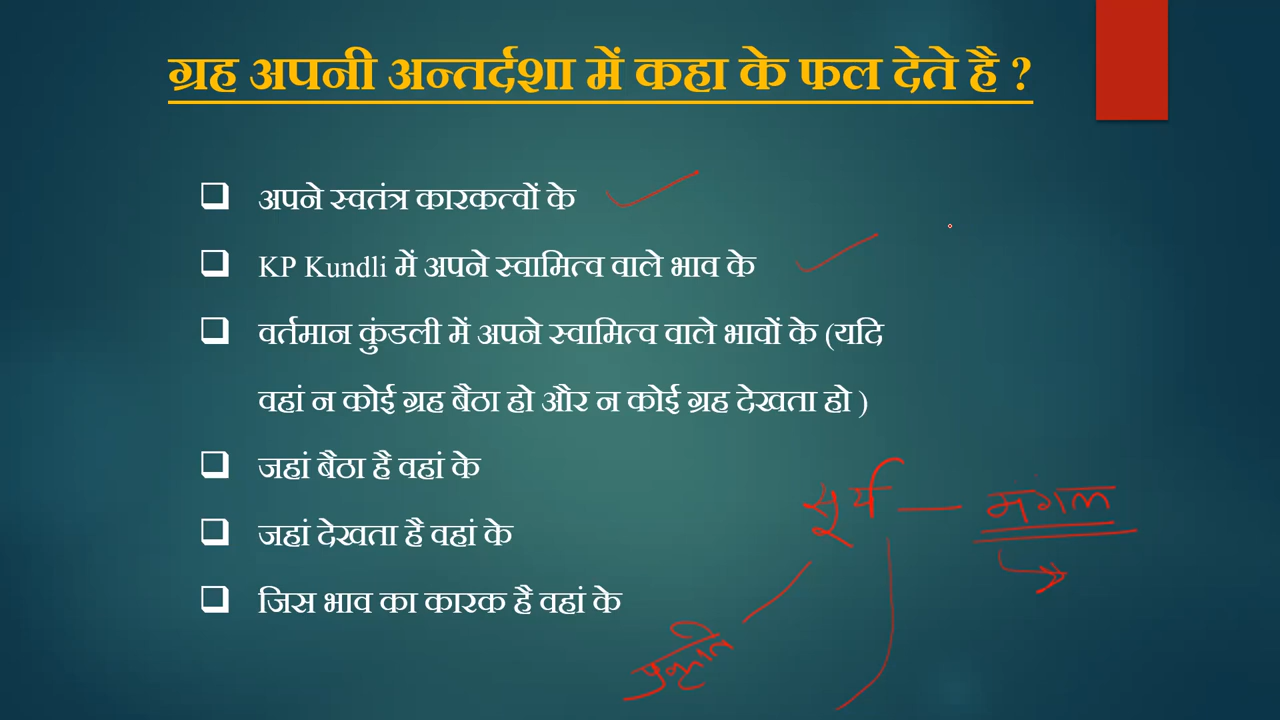 ग्रह अपनी अन्तर्दशा में कहा के फल देते है ?
अपने स्वतंत्र कारकत्वों के
KP Kundli में अपने स्वामित्व वाले भाव के
वर्तमान कुंडली में अपने स्वामित्व वाले भावों के (यदि
वहां न कोई ग्रह बैठा हो और न कोई ग्रह देखता हो )
जहां बैठा है वहां के
सूर्य — मंगल
जहां देखता है वहां के
जिस भाव का कारक है वहां के
प्रकृति